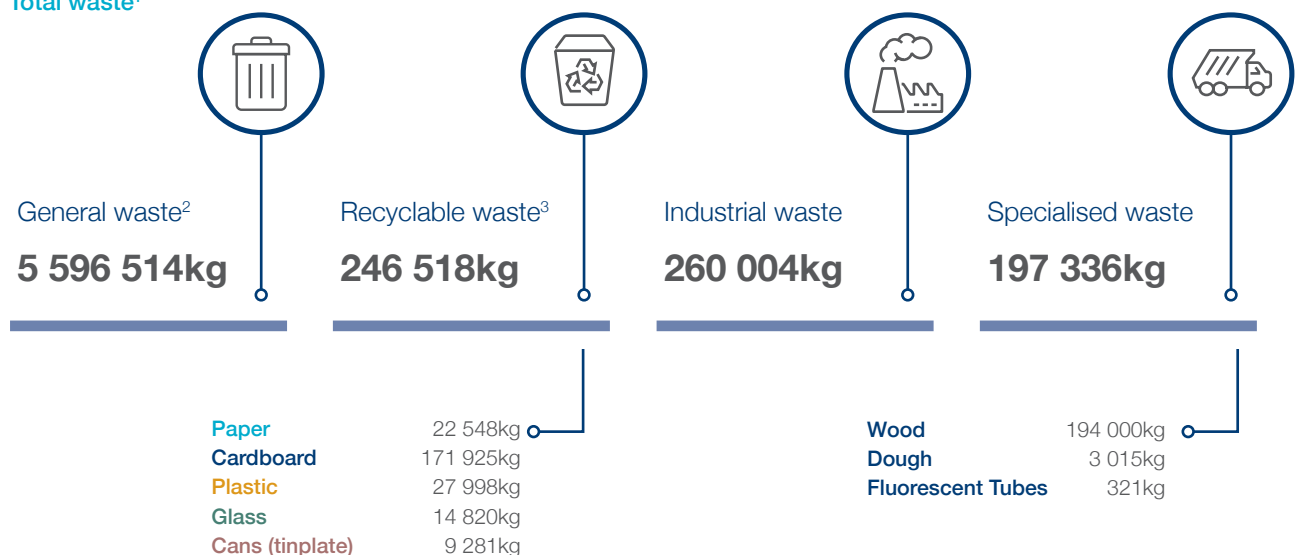 Total waste¹
General waste²
5 596 514kg
Recyclable waste³
246 518kg
Industrial waste
260 004kg
Specialised waste
197 336kg
Paper 22 548kg
Cardboard 171 925kg
Plastic 27 998kg
Glass 14 820kg
Cans (tinplate) 9 281kg
Wood 194 000kg
Dough 3 015kg
Fluorescent Tubes 321kg